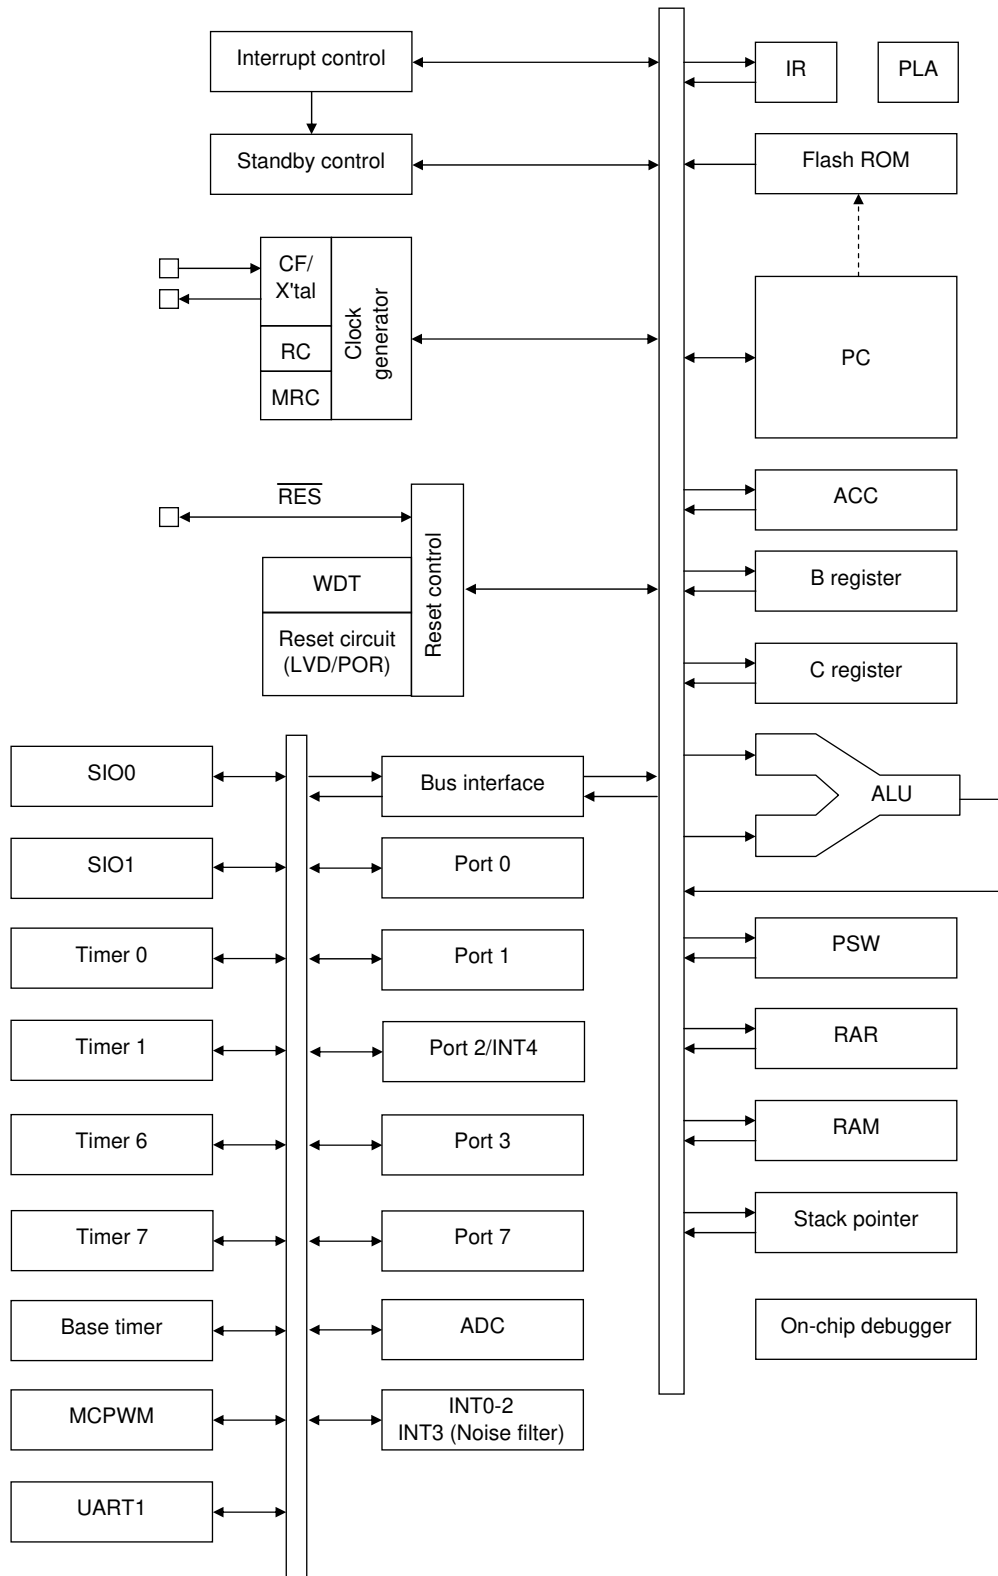 Interrupt control
IR
PLA
Standby control
Flash ROM
CF/
X'tal
Clock
generator
RC
MRC
PC
RES
Reset control
WDT
Reset circuit
(LVD/POR)
ACC
B register
C register
SIO0
Bus interface
ALU
SIO1
Port 0
Timer 0
Port 1
PSW
Timer 1
Port 2/INT4
RAR
Timer 6
Port 3
RAM
Timer 7
Port 7
Stack pointer
Base timer
ADC
On-chip debugger
MCPWM
INT0-2
INT3 (Noise filter)
UART1